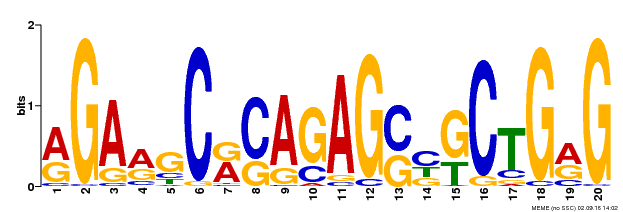 2
bits
1
0
AGAAGCGCAGAGCCGCTGAG
1 2 3 4 5 6 7 8 9 10 11 12 13 14 15 16 17 18 19 20
MEME (no SSC) 02.09.16 14:02